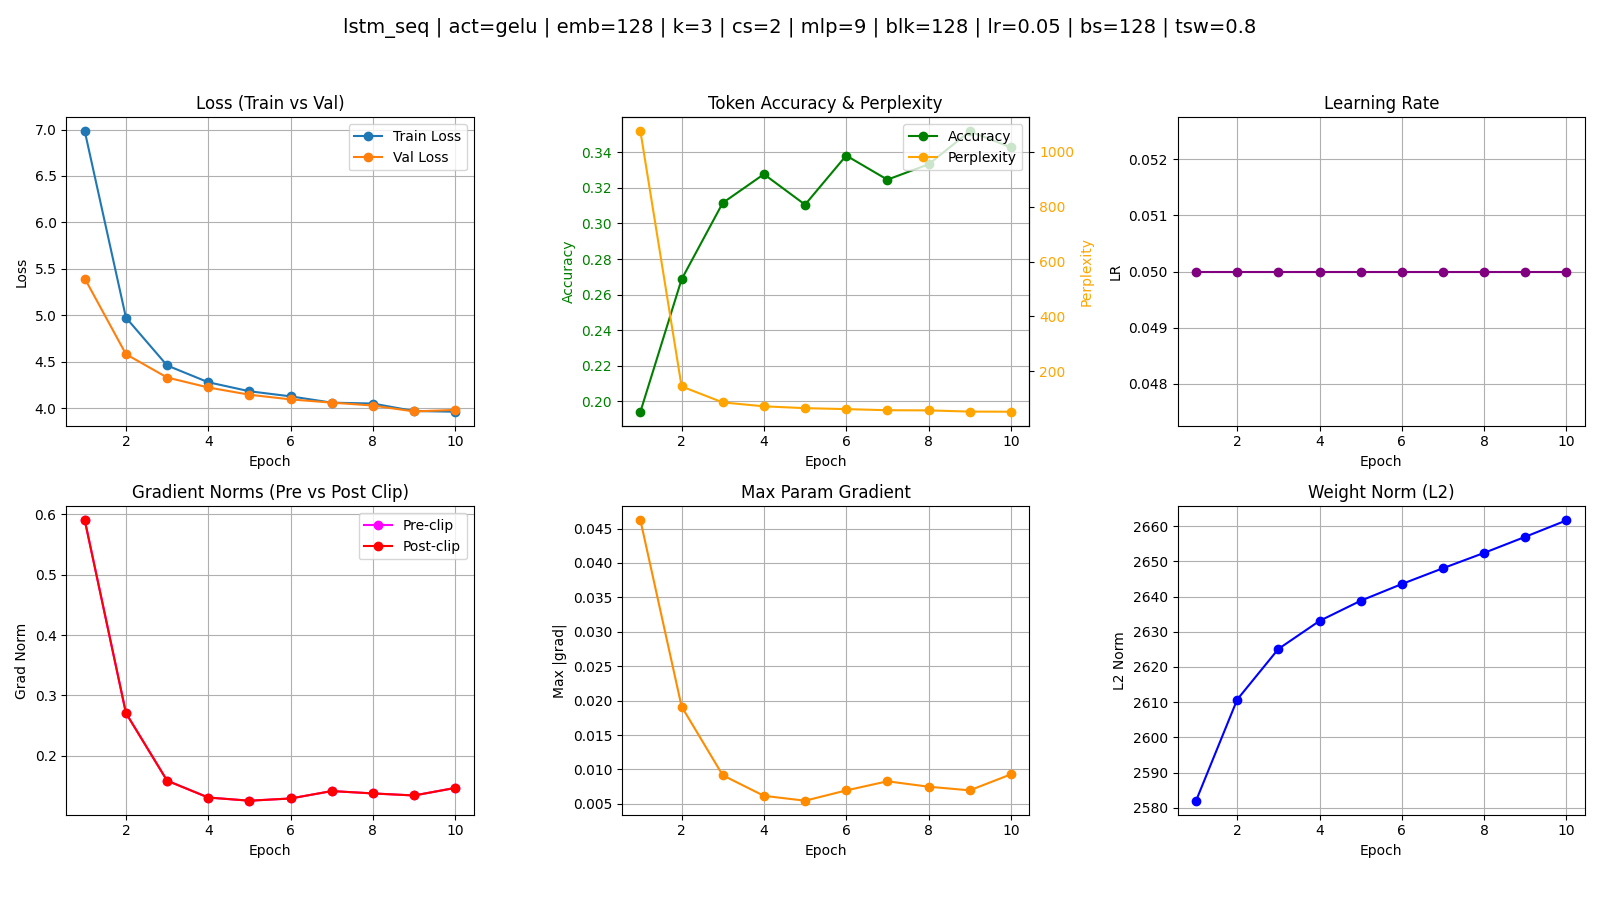 lstm_seq | act=gelu | emb=128 | k=3 | cs=2 | mlp=9 | blk=128 | lr=0.05 | bs=128 | tsw=0.8
Loss (Train vs Val)
Train Loss
Val Loss
7.0
6.5
6.0
5.5
5.0
4.5
4.0
Loss
2 4 6 8 10
Epoch
Token Accuracy & Perplexity
Accuracy
Perplexity
0.34
0.32
0.30
0.28
0.26
0.24
0.22
0.20
Accuracy
1000
800
600
400
200
Perplexity
2 4 6 8 10
Epoch
Learning Rate
0.052
0.051
0.050
0.049
0.048
LR
2 4 6 8 10
Epoch
Gradient Norms (Pre vs Post Clip)
Pre-clip
Post-clip
0.6
0.5
0.4
0.3
0.2
Grad Norm
2 4 6 8 10
Epoch
Max Param Gradient
0.045
0.040
0.035
0.030
0.025
0.020
0.015
0.010
0.005
Max |grad|
2 4 6 8 10
Epoch
Weight Norm (L2)
2660
2650
2640
2630
2620
2610
2600
2590
2580
L2 Norm
2 4 6 8 10
Epoch